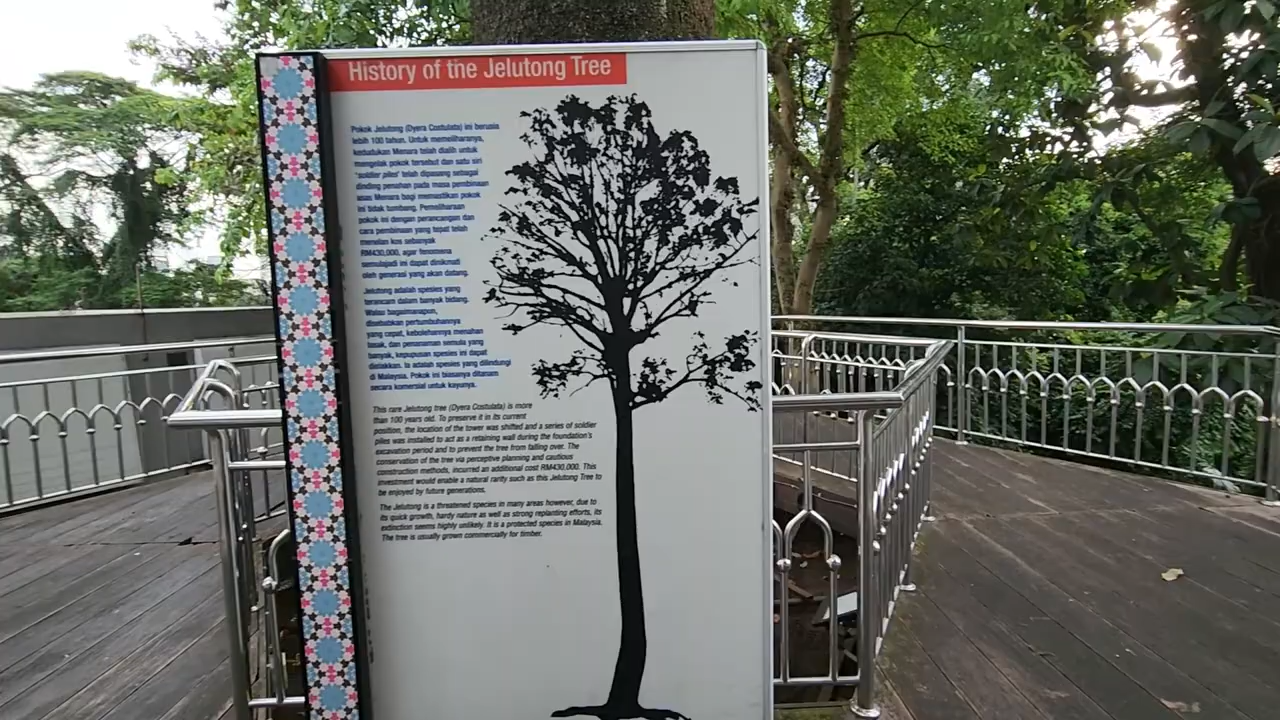 History of the Jelutong Tree
Pokok Jelutong (Dyera Costulata) ini berusia
lebih 100 tahun. Untuk memeliharanya,
kedudukan Menara telah dialih untuk
mengelak pokok tersebut dan satu siri
"soldier piles' telah dipasang sebagai
dinding penahan pada masa pembinaan
asas Menara bagi memastikan pokok
ini tidak tumbang. Pemeliharaan
pokok ini dengan perancangan dan
cara pembinaan yang tepat telah
menelan kos sebanyak
RM430,000, agar fenomena
semulajadi ini dapat dinikmati
oleh generasi yang akan datang.
Jelutong adalah spesies yang
terancam dalam banyak bidang.
Walau bagaimanapun,
disebabkan pertumbuhannya
yang cepat, kebolehannya menahan
lasak, dan penanaman semula yang
banyak, kepupusan spesies ini dapat
dielakkan. Ia adalah spesies yang dilindungi
di Malaysia. Pokok ini biasanya ditanam
secara komersial untuk kayunya.
This rare Jelutong tree (Dyera Costulata) is more
than 100 years old. To preserve it in its current
position, the location of the tower was shifted and a series of soldier
piles was installed to act as a retaining wall during the foundation's
excavation period and to prevent the tree from falling over. The
conservation of the tree via perceptive planning and cautious
construction methods, incurred an additional cost RM430,000. This
investment would enable a natural rarity such as this Jelutong Tree to
be enjoyed by future generations.
The Jelutong is a threatened species in many areas however, due to
its quick growth, hardy nature as well as strong replanting efforts, its
extinction seems highly unlikely. It is a protected species in Malaysia.
The tree is usually grown commercially for timber.